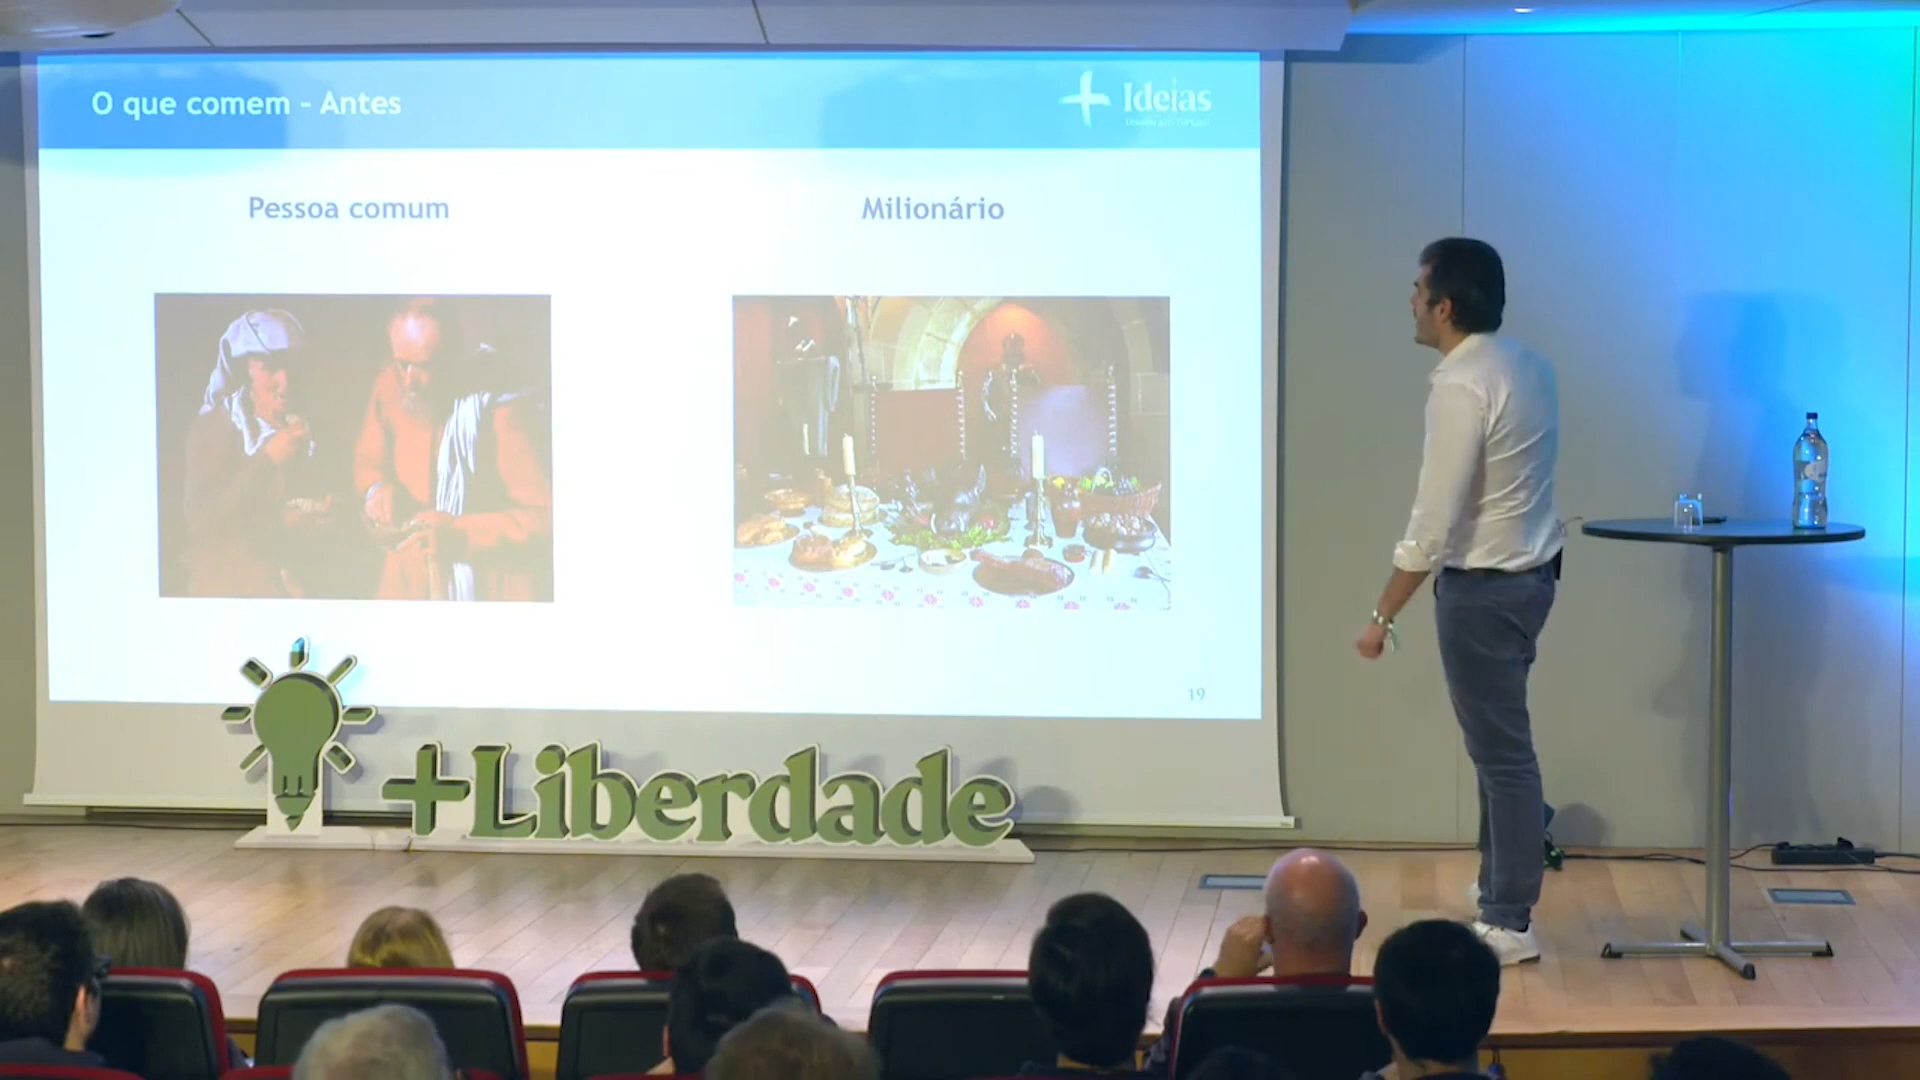 O que comem - Antes
+ Ideias
Pessoa comum
Milionário
19
+Liberdade